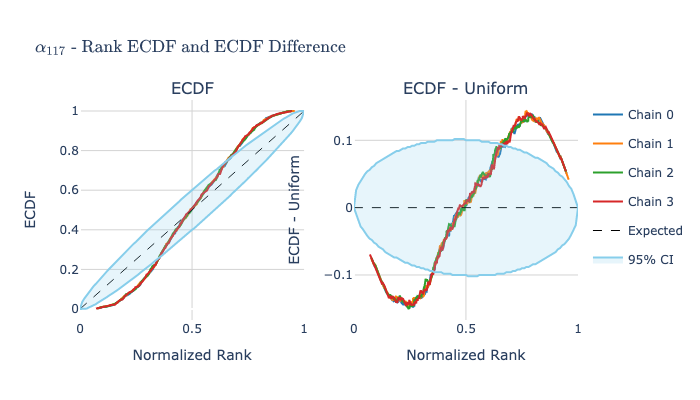 α117 - Rank ECDF and ECDF Difference
ECDF
ECDF - Uniform
1
0.8
0.6
0.4
0.2
0
0
0.5
1
ECDF
Normalized Rank
0.1
0
−0.1
0
0.5
1
ECDF - Uniform
Normalized Rank
Chain 0
Chain 1
Chain 2
Chain 3
Expected
95% CI